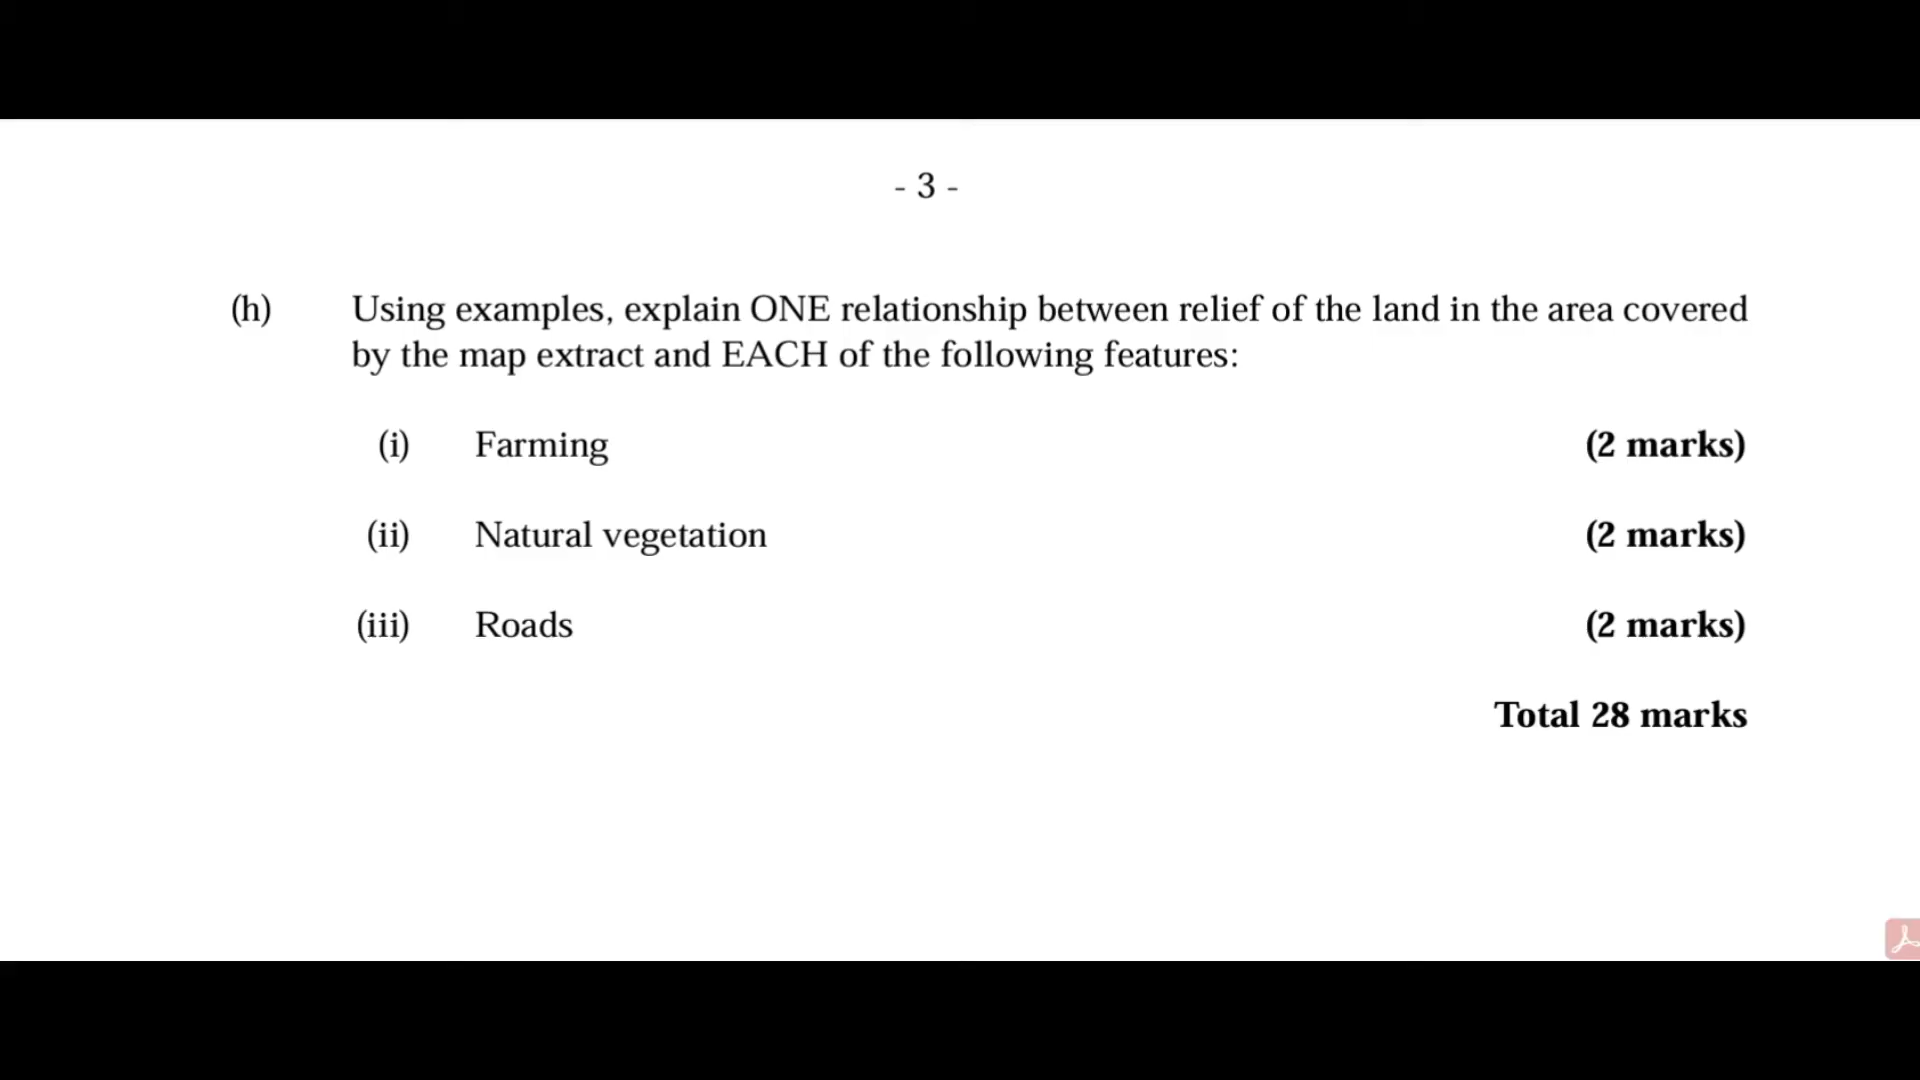 - 3 -
(h) Using examples, explain ONE relationship between relief of the land in the area covered
by the map extract and EACH of the following features:
(i) Farming (2 marks)
(ii) Natural vegetation (2 marks)
(iii) Roads (2 marks)
Total 28 marks